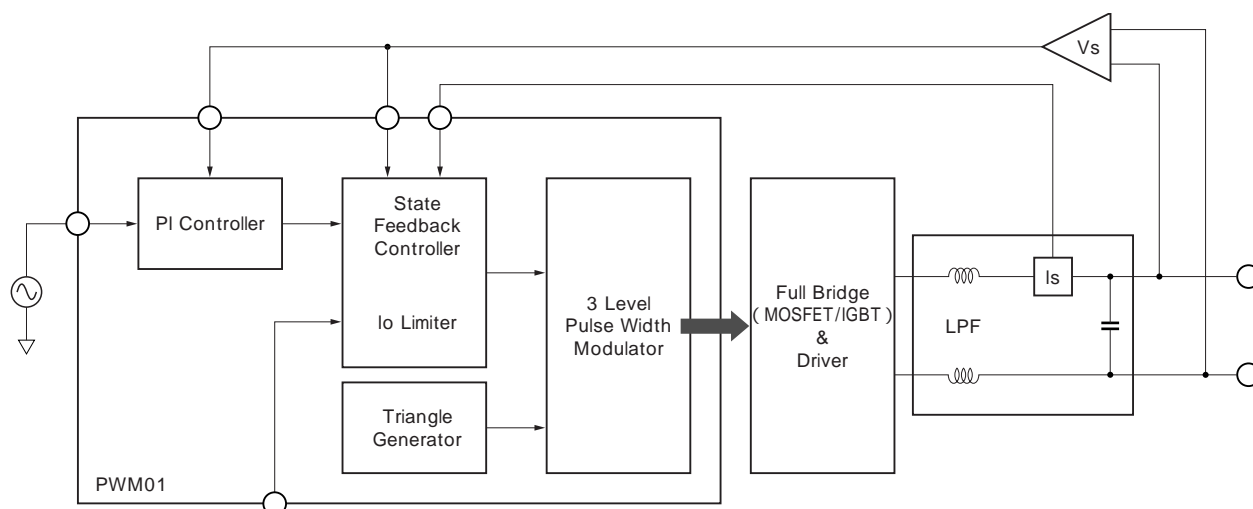 Vs
PI Controller
State
Feedback
Controller
Io Limiter
3 Level
Pulse Width
Modulator
Full Bridge
( MOSFET/IGBT )
&
Driver
Is
LPF
Triangle
Generator
PWM01